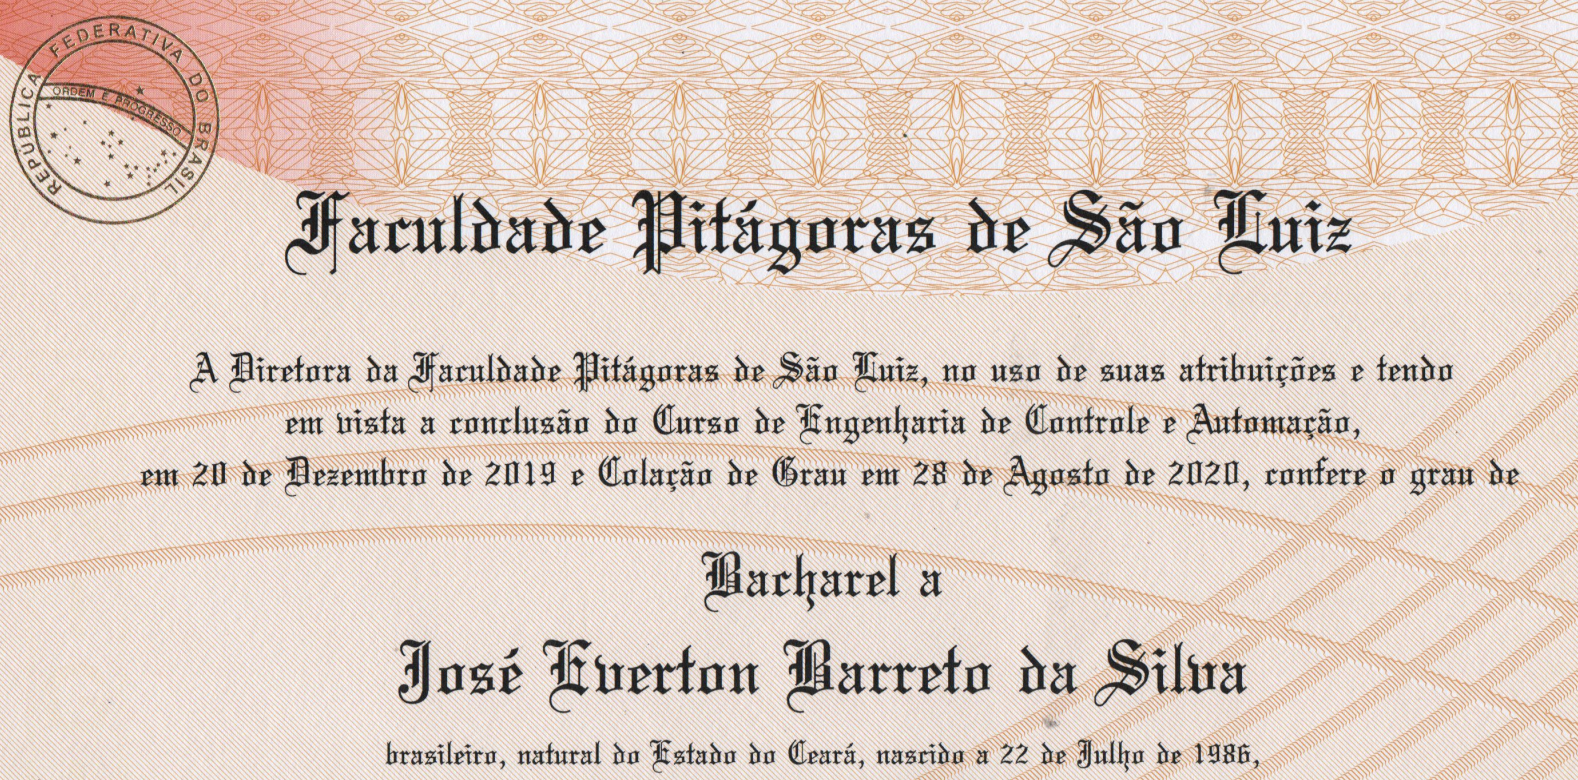 REPUBLICA FEDERATIVA DO BRASIL
ORDEM E PROGRESSO
Faculdade Pitágoras de São Luiz
A Diretora da Faculdade Pitágoras de São Luiz, no uso de suas atribuições e tendo
em vista a conclusão do Curso de Engenharia de Controle e Automação,
em 20 de Dezembro de 2019 e Colação de Grau em 28 de Agosto de 2020, confere o grau de
Bacharel a
José Everton Barreto da Silva
brasileiro, natural do Estado do Ceará, nascido a 22 de Julho de 1986,